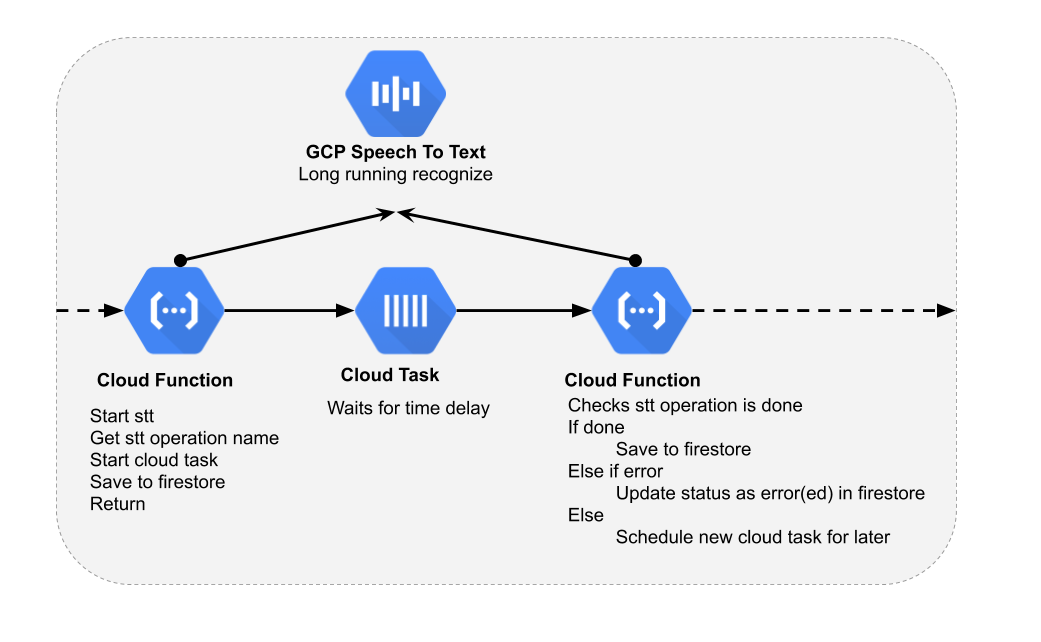 GCP Speech To Text
Long running recognize
Cloud Function
Start stt
Get stt operation name
Start cloud task
Save to firestore
Return
Cloud Task
Waits for time delay
Cloud Function
Checks stt operation is done
If done
Save to firestore
Else if error
Update status as error(ed) in firestore
Else
Schedule new cloud task for later